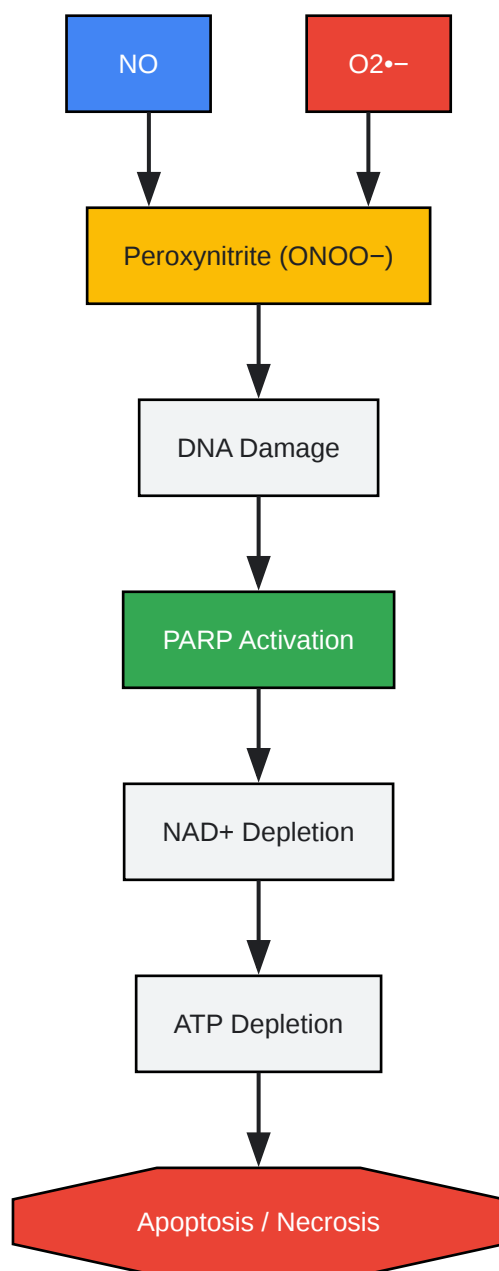 NO
O2•−
Peroxynitrite (ONOO−)
DNA Damage
PARP Activation
NAD+ Depletion
ATP Depletion
Apoptosis / Necrosis